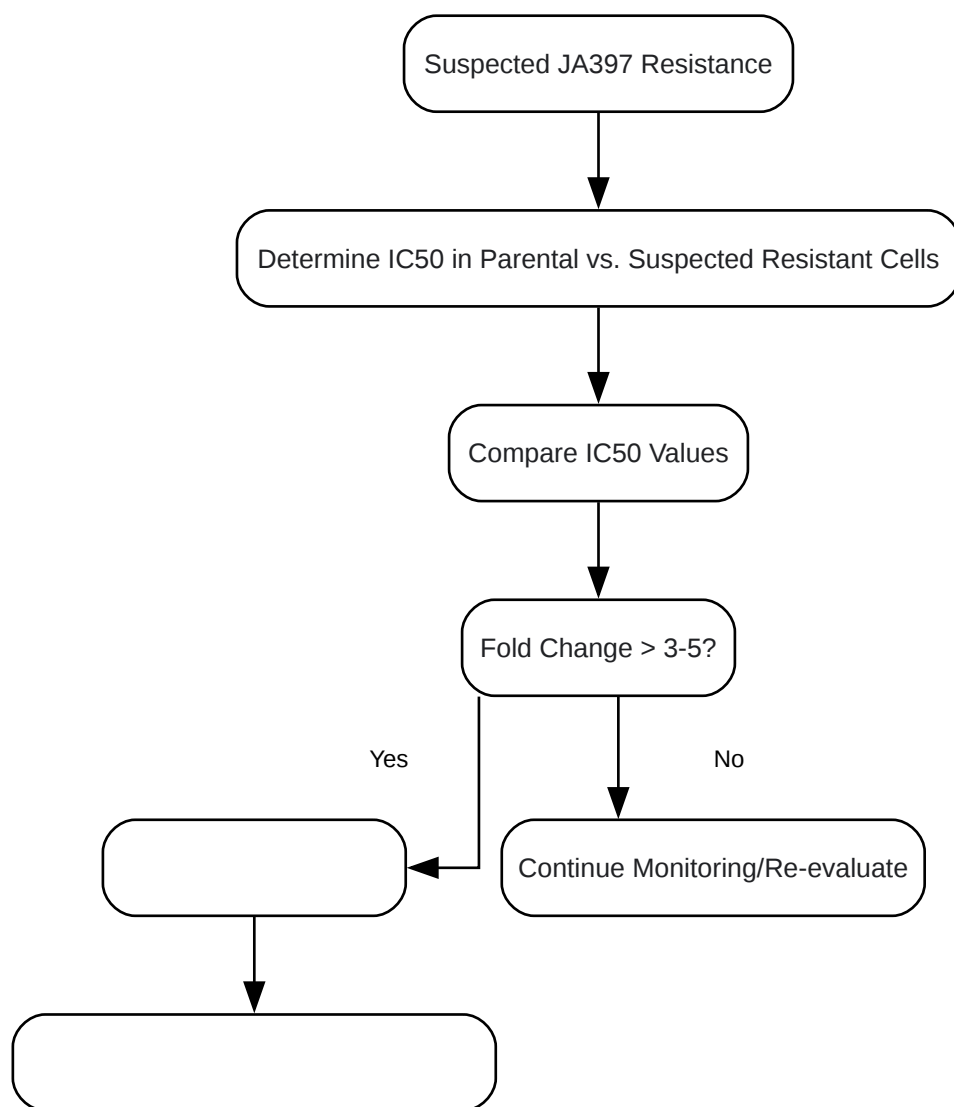 Suspected JA397 Resistance
Determine IC50 in Parental vs. Suspected Resistant Cells
Compare IC50 Values
Fold Change > 3-5?
Yes
No
Continue Monitoring/Re-evaluate